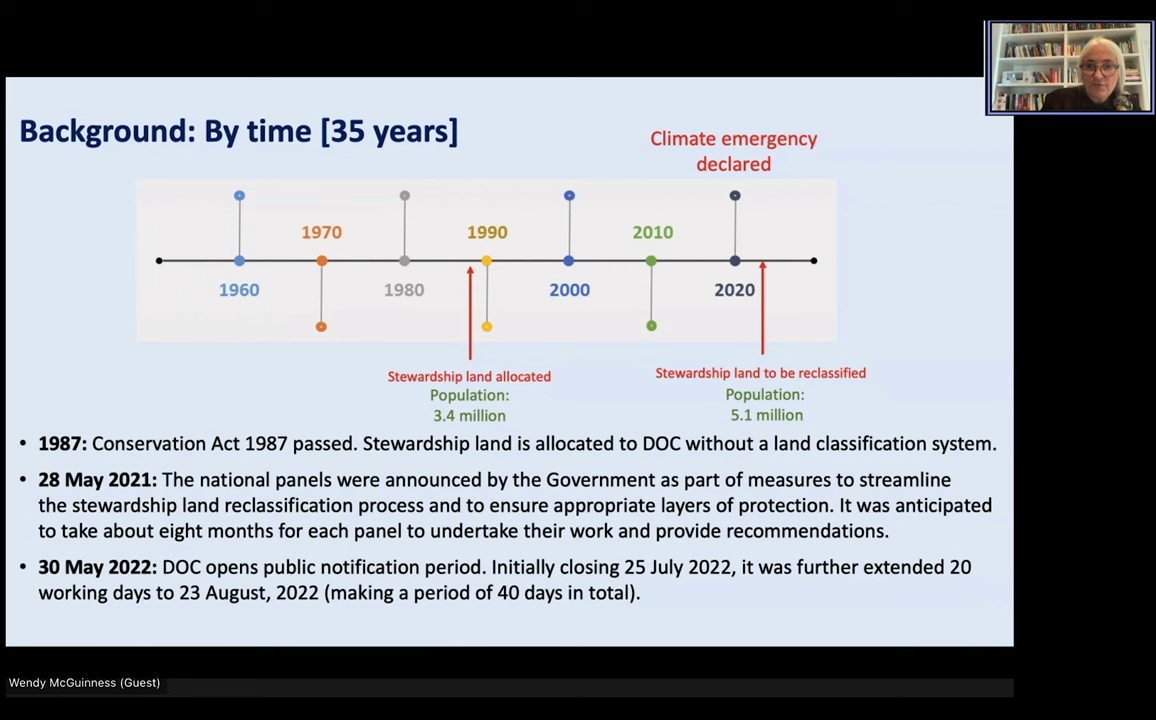 Background: By time [35 years]
Climate emergency
declared
1970
1990
2010
1960
1980
2000
2020
Stewardship land allocated
Population:
3.4 million
Stewardship land to be reclassified
Population:
5.1 million
• 1987: Conservation Act 1987 passed. Stewardship land is allocated to DOC without a land classification system.
• 28 May 2021: The national panels were announced by the Government as part of measures to streamline
the stewardship land reclassification process and to ensure appropriate layers of protection. It was anticipated
to take about eight months for each panel to undertake their work and provide recommendations.
• 30 May 2022: DOC opens public notification period. Initially closing 25 July 2022, it was further extended 20
working days to 23 August, 2022 (making a period of 40 days in total).
Wendy McGuinness (Guest)